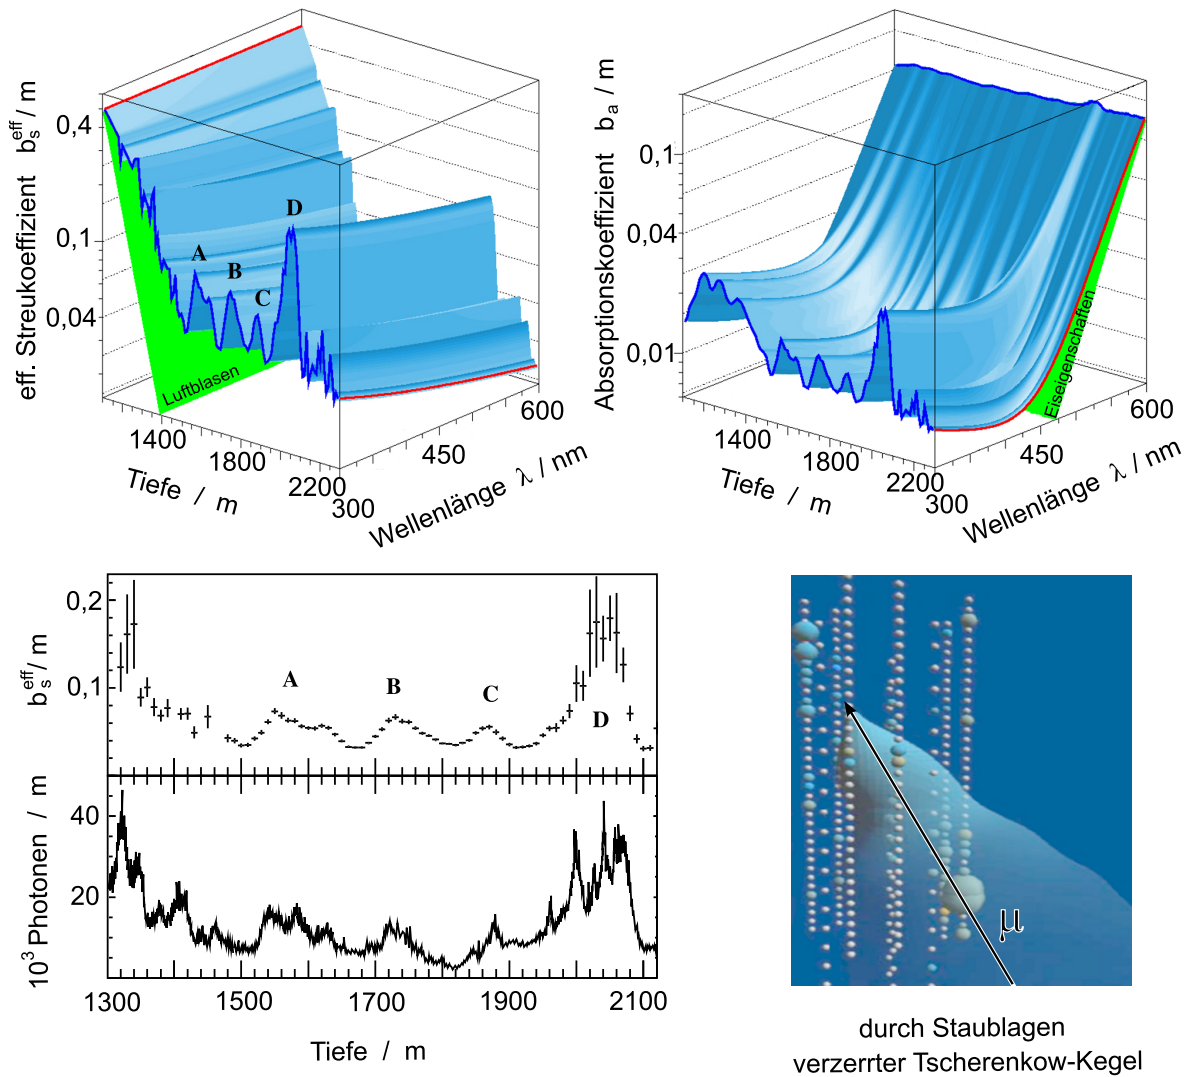 eff. Streukoeffizient b_s^eff / m
0,4
0,1
0,04
A
B
C
D
Luftblasen
1400
1800
2200
Tiefe / m
300
450
600
Wellenlänge λ / nm
Absorptionskoeffizient b_a / m
0,1
0,04
0,01
Eiseigenschaften
1400
1800
2200
Tiefe / m
300
450
600
Wellenlänge λ / nm
b_s^eff / m
0,2
0,1
A
B
C
D
10³ Photonen / m
40
20
1300
1500
1700
1900
2100
Tiefe / m
μ
durch Staublagen
verzerrter Tscherenkow-Kegel